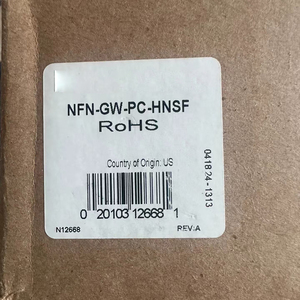 NFN-GW-PC-HNSF
RoHS
Country of Origin: US
041824-1313
0 20103 12668 1
N12668
REV:A